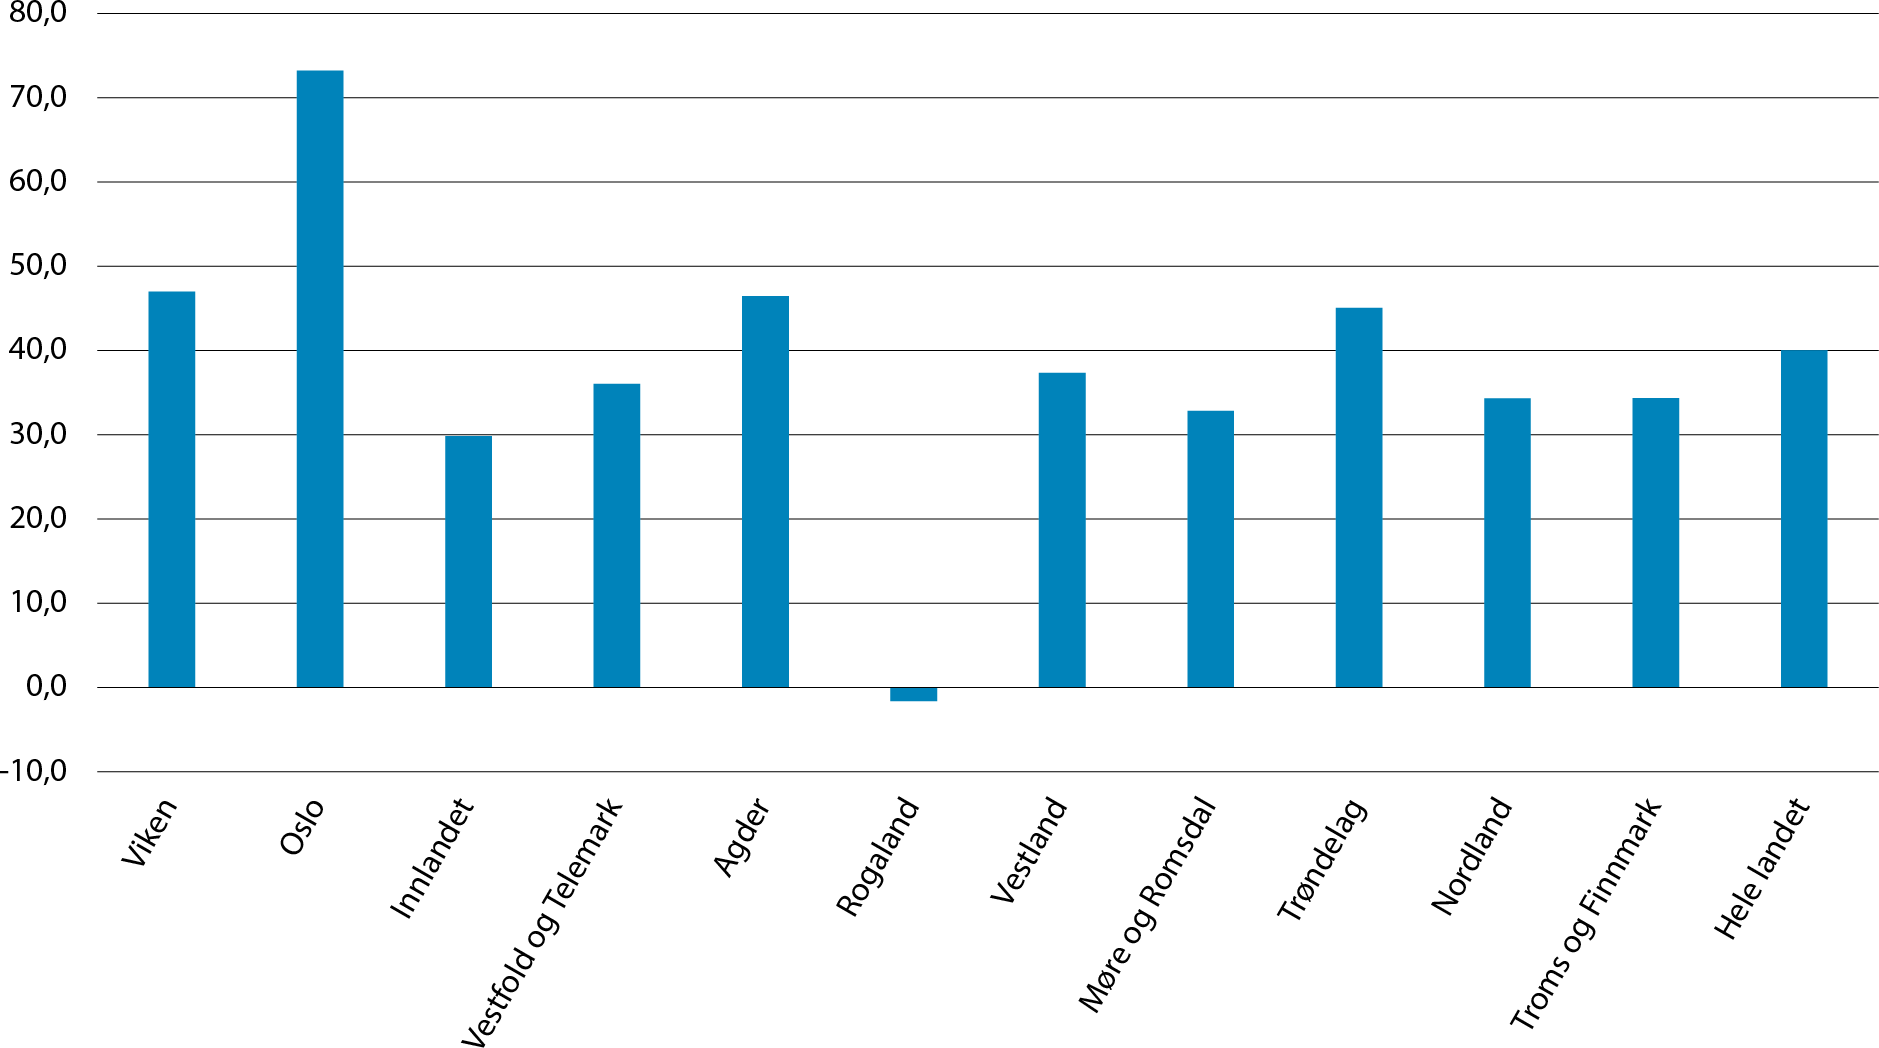 80,0
70,0
60,0
50,0
40,0
30,0
20,0
10,0
0,0
-10,0
Viken
Oslo
Innlandet
Vestfold og Telemark
Agder
Rogaland
Vestland
Møre og Romsdal
Trøndelag
Nordland
Troms og Finnmark
Hele landet